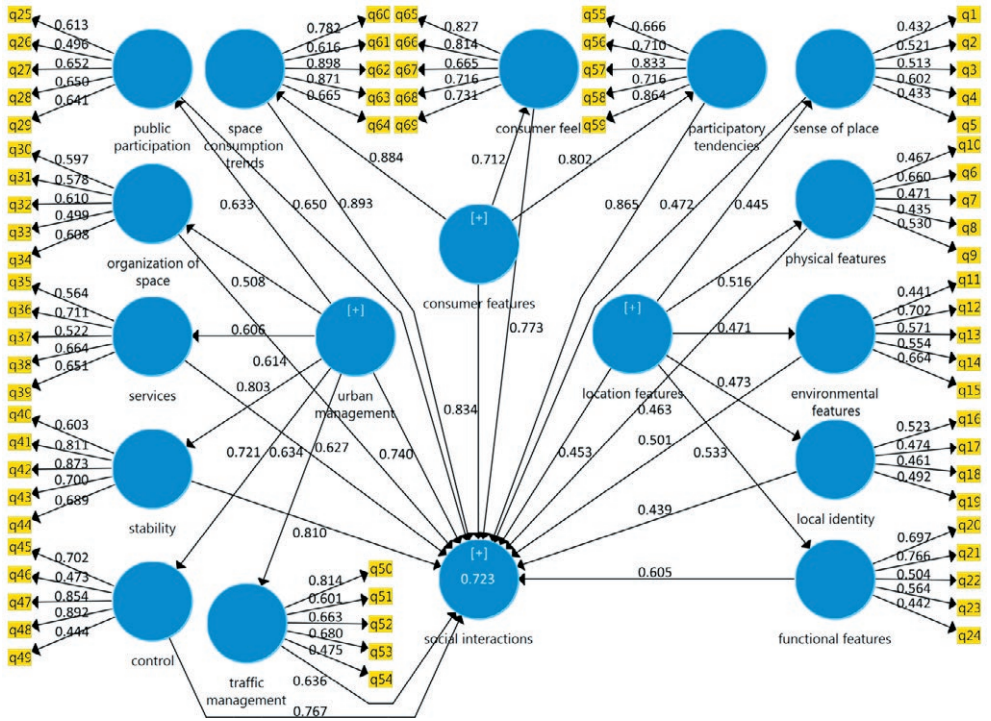 q25
q26
q27
q28
q29
0.613
0.496
0.652
0.650
0.641
public
participation
space
consumption
trends
0.782
0.616
0.898
0.871
0.665
q60
q61
q62
q63
q64
q65
q66
q67
q68
q69
0.827
0.814
0.665
0.716
0.731
consumer feel
q55
q56
q57
q58
q59
0.666
0.710
0.833
0.716
0.864
participatory
tendencies
sense of place
0.432
0.521
0.513
0.602
0.433
q1
q2
q3
q4
q5
q30
q31
q32
q33
q34
0.597
0.578
0.610
0.499
0.608
organization of
space
0.633
0.650
0.893
0.884
0.712
0.802
0.865
0.472
0.445
[+]
consumer features
physical features
0.467
0.660
0.471
0.435
0.530
q10
q6
q7
q8
q9
q35
q36
q37
q38
q39
0.564
0.711
0.522
0.664
0.651
services
0.508
0.606
0.614
0.803
[+]
urban
management
0.773
[+]
location features
0.516
0.471
0.473
0.463
environmental
features
0.441
0.702
0.571
0.554
0.664
q11
q12
q13
q14
q15
q40
q41
q42
q43
q44
0.603
0.811
0.873
0.700
0.689
stability
0.721
0.634
0.627
0.740
0.834
0.453
0.501
0.533
local identity
0.523
0.474
0.461
0.492
q16
q17
q18
q19
0.810
0.439
q45
q46
q47
q48
q49
0.702
0.473
0.854
0.892
0.444
control
traffic
management
0.814
0.601
0.663
0.680
0.475
q50
q51
q52
q53
q54
0.636
0.767
[+]
0.723
social interactions
0.605
functional features
0.697
0.766
0.504
0.564
0.442
q20
q21
q22
q23
q24